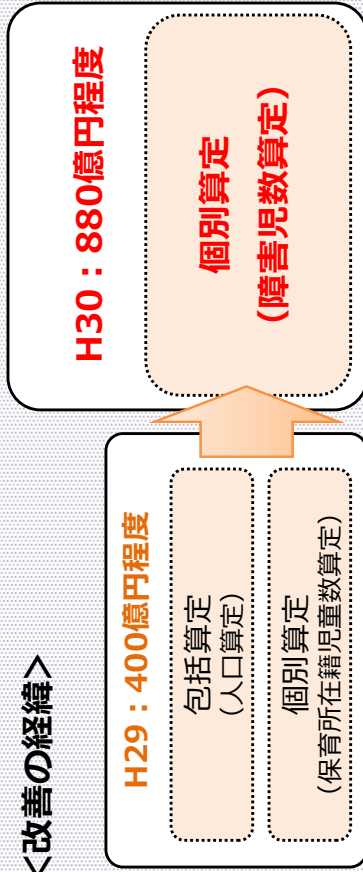 <改善の経緯>
H29：400億円程度
包括算定
（人口算定）
個別算定
（保育所在籍児童数算定）
H30：880億円程度
個別算定
（障害児数算定）